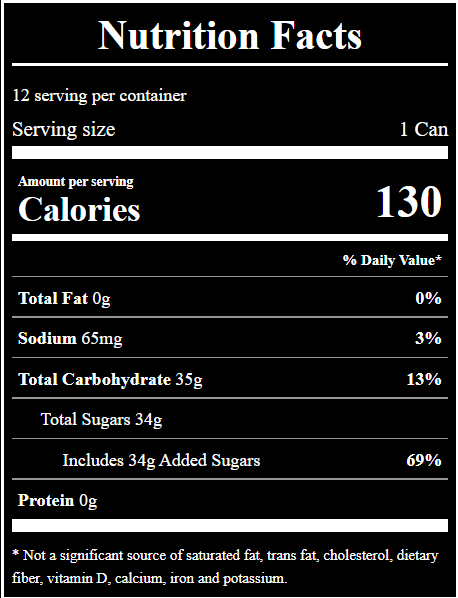 Nutrition Facts
12 serving per container
Serving size 1 Can
Amount per serving
Calories 130
% Daily Value*
Total Fat 0g 0%
Sodium 65mg 3%
Total Carbohydrate 35g 13%
Total Sugars 34g
Includes 34g Added Sugars 69%
Protein 0g
* Not a significant source of saturated fat, trans fat, cholesterol, dietary
fiber, vitamin D, calcium, iron and potassium.